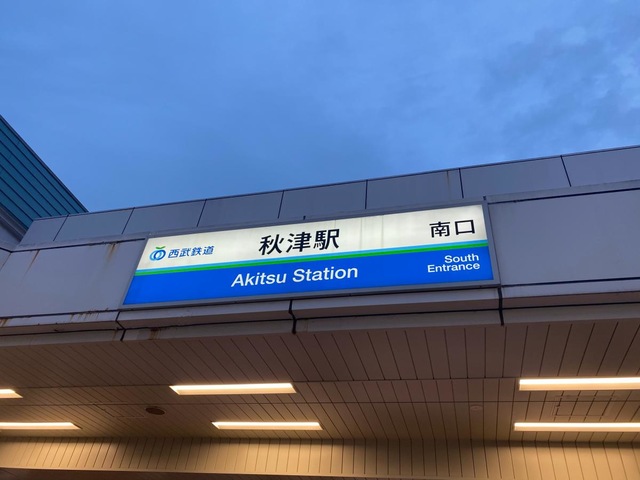 西武鉄道
秋津駅
南口
Akitsu Station
South
Entrance